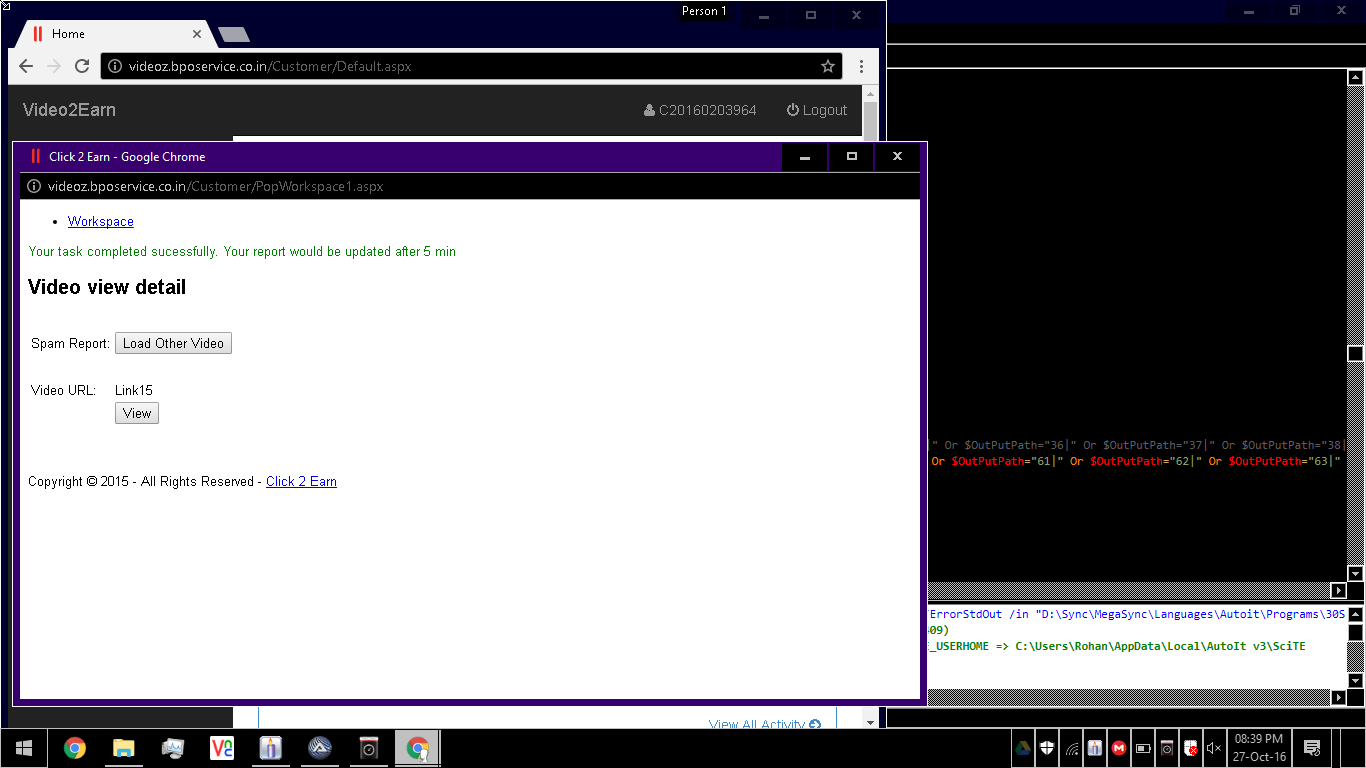 Person 1
Home
videoz.bposervice.co.in/Customer/Default.aspx
Video2Earn
C20160203964
Logout
Click 2 Earn - Google Chrome
videoz.bposervice.co.in/Customer/PopWorkspace1.aspx
Workspace
Your task completed sucessfully. Your report would be updated after 5 min
Video view detail
Spam Report: Load Other Video
Video URL: Link15
View
Copyright © 2015 - All Rights Reserved - Click 2 Earn
|" Or $OutPutPath="36|" Or $OutPutPath="37|" Or $OutPutPath="38|
Or $OutPutPath="61|" Or $OutPutPath="62|" Or $OutPutPath="63|"
/ErrorStdOut /in "D:\Sync\MegaSync\Languages\Autoit\Programs\30S
09)
E_USERHOME => C:\Users\Rohan\AppData\Local\AutoIt v3\SciTE
View All Activity
08:39 PM
27-Oct-16